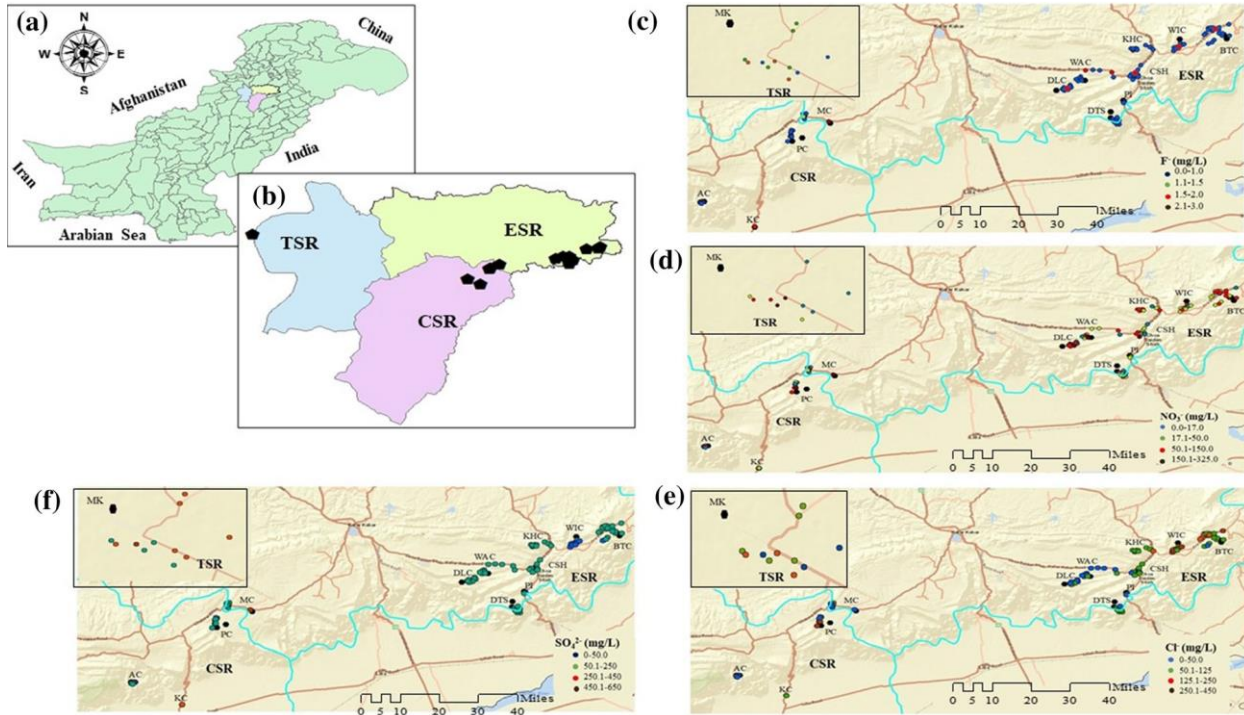 (a)
N
W
E
S
China
Afghanistan
Iran
India
Arabian Sea
(b)
TSR
ESR
CSR
(c)
MK
TSR
KHC
WIC
BTC
WAC
CSH
ESR
DLC
PJ
DTS
MC
PC
CSR
AC
KC
F⁻ (mg/L)
0.0-1.0
1.1-1.5
1.5-2.0
2.1-3.0
Miles
0 5 10 20 30 40
(d)
MK
TSR
KHC
WIC
BTC
WAC
CSH
ESR
DLC
PJ
DTS
MC
PC
CSR
AC
KC
NO₃⁻ (mg/L)
0.0-17.0
17.1-50.0
50.1-150.0
150.1-325.0
Miles
0 5 10 20 30 40
(f)
MK
TSR
KHC
WIC
BTC
WAC
CSH
ESR
DLC
PJ
DTS
MC
PC
CSR
AC
KC
SO₄²⁻ (mg/L)
0-50.0
50.1-250
250.1-450
450.1-650
Miles
0 5 10 20 30 40
(e)
MK
TSR
KHC
WIC
BTC
WAC
CSH
ESR
DLC
PJ
DTS
MC
PC
CSR
AC
KC
Cl⁻ (mg/L)
0-50.0
50.1-125
125.1-250
250.1-450
Miles
0 5 10 20 30 40